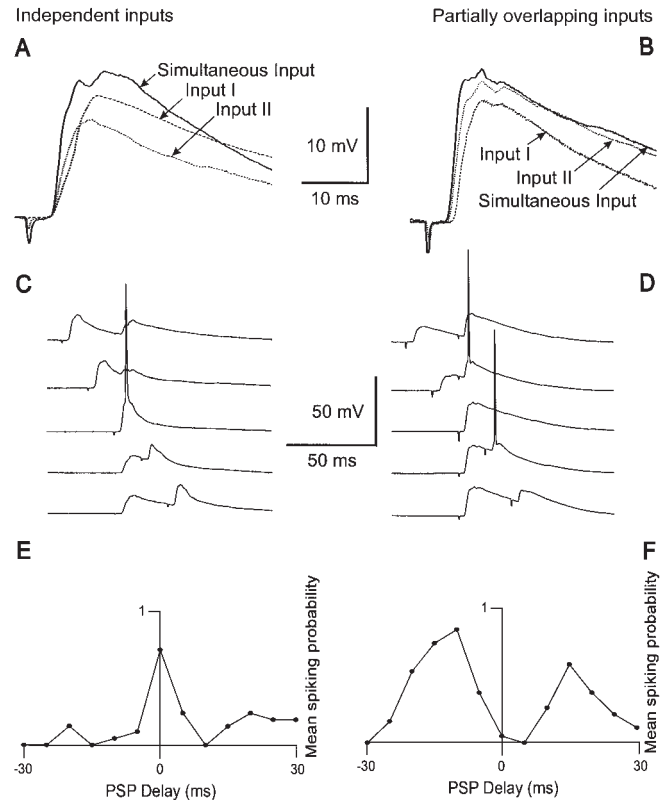 Independent inputs
Partially overlapping inputs
A
Simultaneous Input
Input I
Input II
10 mV
10 ms
B
Input I
Input II
Simultaneous Input
C
50 mV
50 ms
D
E
1
Mean spiking probability
-30
0
30
PSP Delay (ms)
F
1
Mean spiking probability
-30
0
30
PSP Delay (ms)